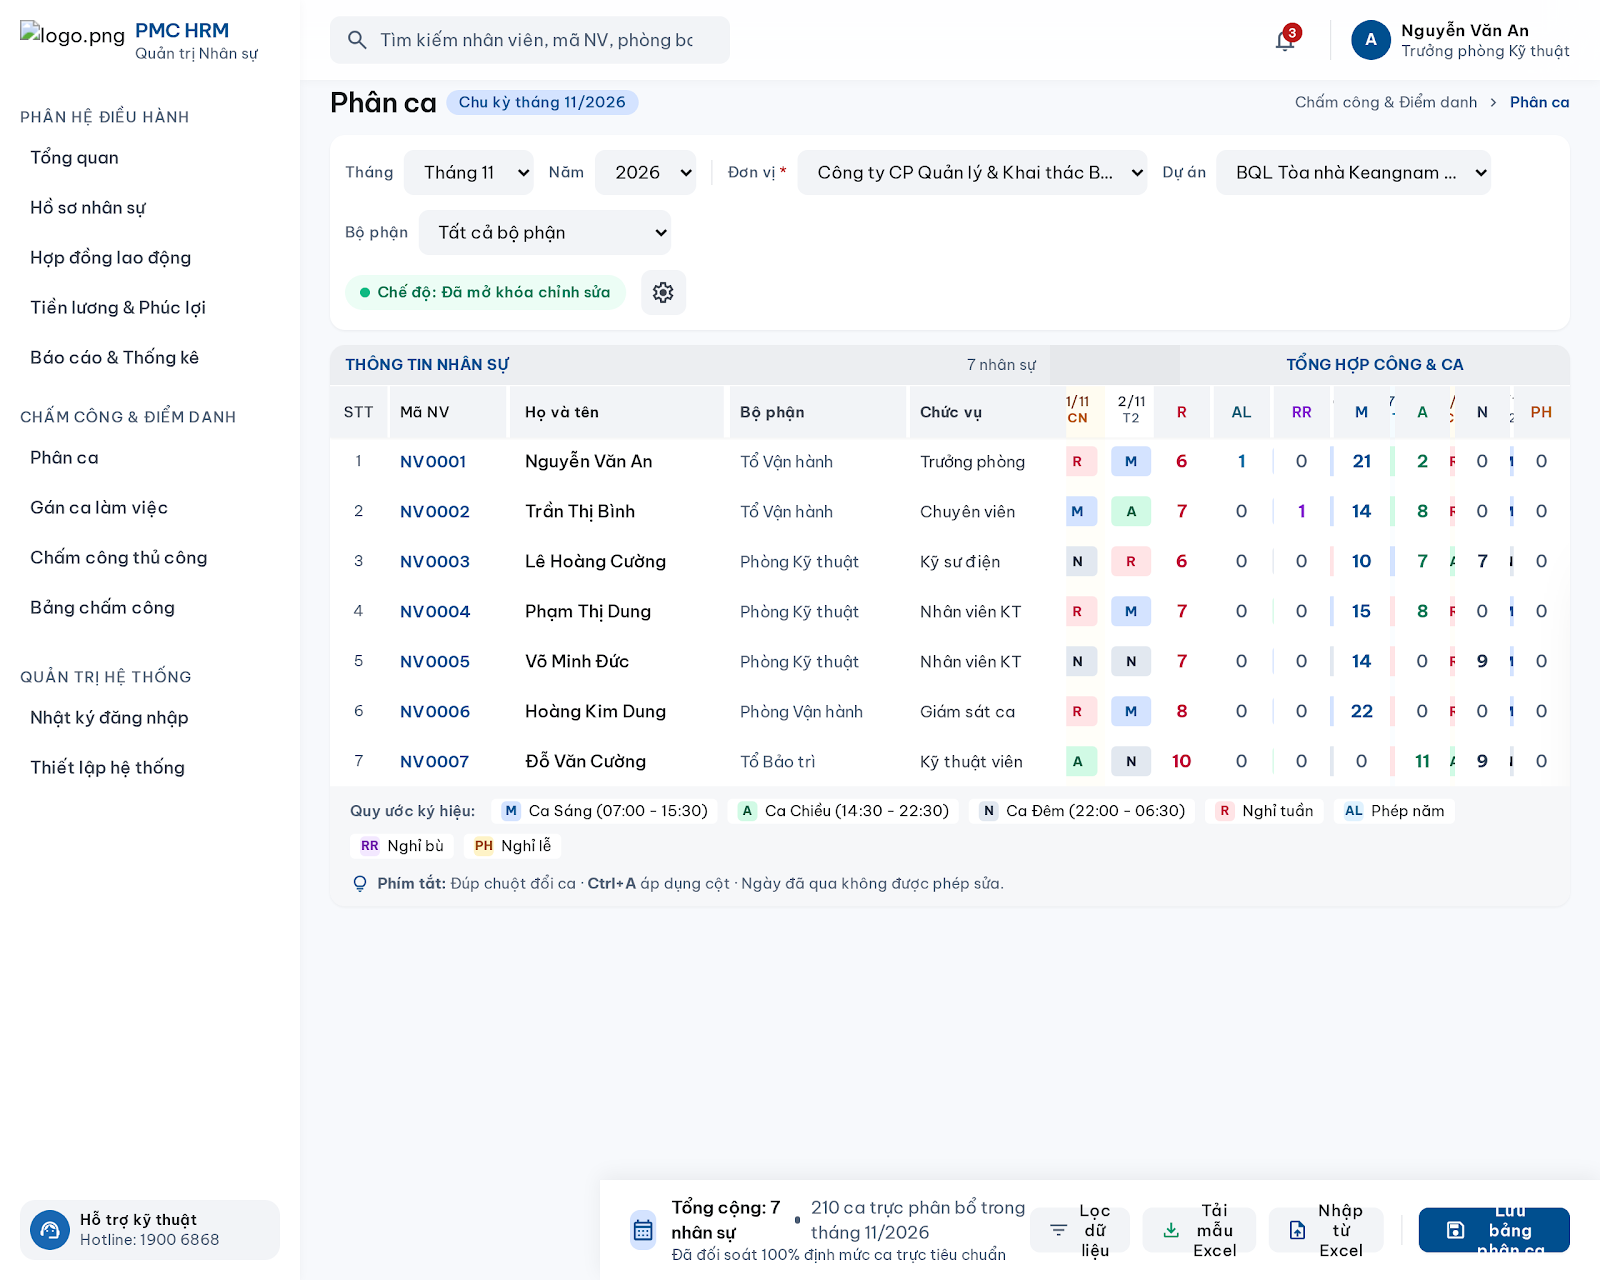 logo.png
PMC HRM
Quản trị Nhân sự
Tìm kiếm nhân viên, mã NV, phòng
3
A
Nguyễn Văn An
Trưởng phòng Kỹ thuật
PHÂN HỆ ĐIỀU HÀNH
Tổng quan
Hồ sơ nhân sự
Hợp đồng lao động
Tiền lương & Phúc lợi
Báo cáo & Thống kê
CHẤM CÔNG & ĐIỂM DANH
Phân ca
Gán ca làm việc
Chấm công thủ công
Bảng chấm công
QUẢN TRỊ HỆ THỐNG
Nhật ký đăng nhập
Thiết lập hệ thống
Hỗ trợ kỹ thuật
Hotline: 1900 6868
Phân ca
Chu kỳ tháng 11/2026
Chấm công & Điểm danh > Phân ca
Tháng Tháng 11 Năm 2026 Đơn vị * Công ty CP Quản lý & Khai thác B... Dự án BQL Tòa nhà Keangnam ...
Bộ phận Tất cả bộ phận
Chế độ: Đã mở khóa chỉnh sửa
THÔNG TIN NHÂN SỰ 7 nhân sự TỔNG HỢP CÔNG & CA
STT Mã NV Họ và tên Bộ phận Chức vụ 1/11 CN 2/11 T2 R AL RR M A N PH
1 NV0001 Nguyễn Văn An Tổ Vận hành Trưởng phòng R M 6 1 0 21 2 0 0
2 NV0002 Trần Thị Bình Tổ Vận hành Chuyên viên M A 7 0 1 14 8 0 0
3 NV0003 Lê Hoàng Cường Phòng Kỹ thuật Kỹ sư điện N R 6 0 0 10 7 7 0
4 NV0004 Phạm Thị Dung Phòng Kỹ thuật Nhân viên KT R M 7 0 0 15 8 0 0
5 NV0005 Võ Minh Đức Phòng Kỹ thuật Nhân viên KT N N 7 0 0 14 0 9 0
6 NV0006 Hoàng Kim Dung Phòng Vận hành Giám sát ca R M 8 0 0 22 0 0 0
7 NV0007 Đỗ Văn Cường Tổ Bảo trì Kỹ thuật viên A N 10 0 0 0 11 9 0
Quy ước ký hiệu: M Ca Sáng (07:00 - 15:30) A Ca Chiều (14:30 - 22:30) N Ca Đêm (22:00 - 06:30) R Nghỉ tuần AL Phép năm
RR Nghỉ bù PH Nghỉ lễ
Phím tắt: Đúp chuột đổi ca · Ctrl+A áp dụng cột · Ngày đã qua không được phép sửa.
Tổng cộng: 7
nhân sự
•
210 ca trực phân bổ trong
tháng 11/2026
Đã đối soát 100% định mức ca trực tiêu chuẩn
Lọc
dữ
liệu
Tải
mẫu
Excel
Nhập
từ
Excel
Lưu
bảng
phân ca